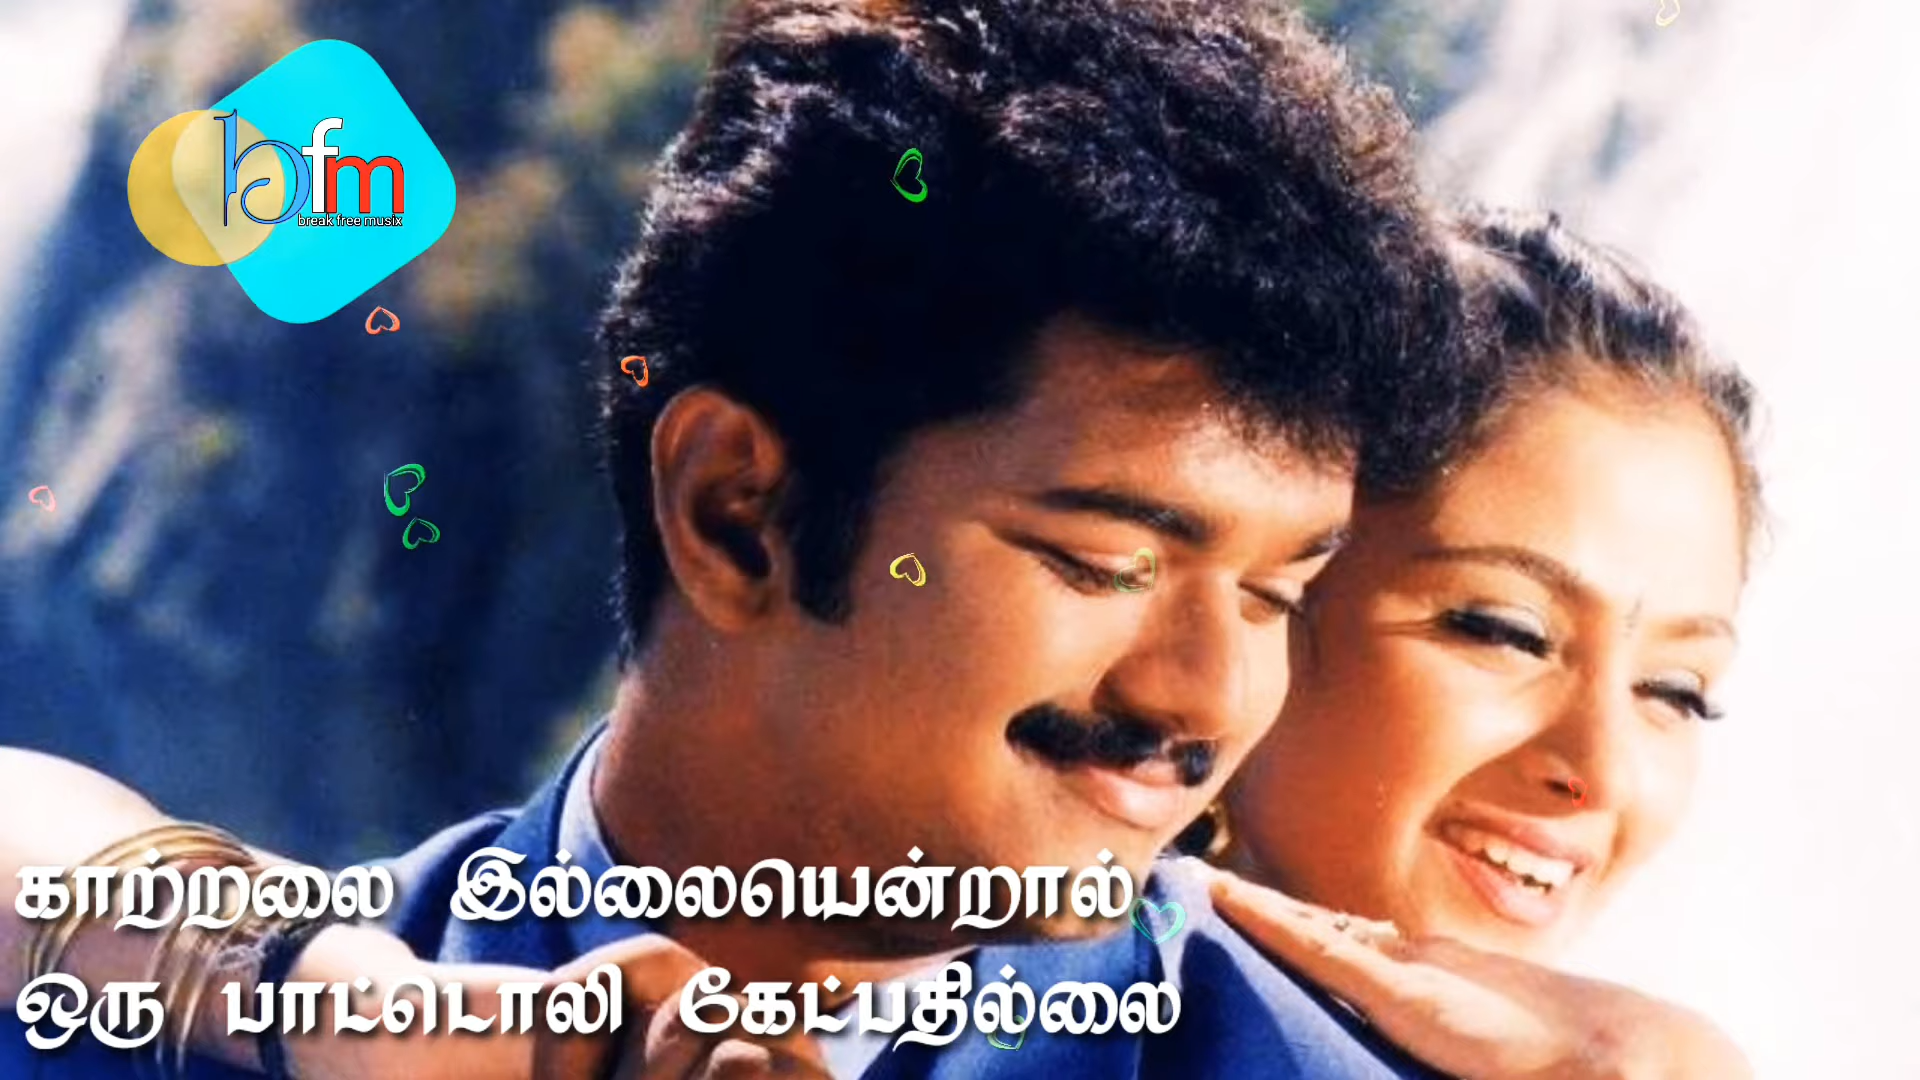 bfm
break free musix
காற்றலை இல்லையென்றால்
ஒரு பாட்டொலி கேட்பதில்லை